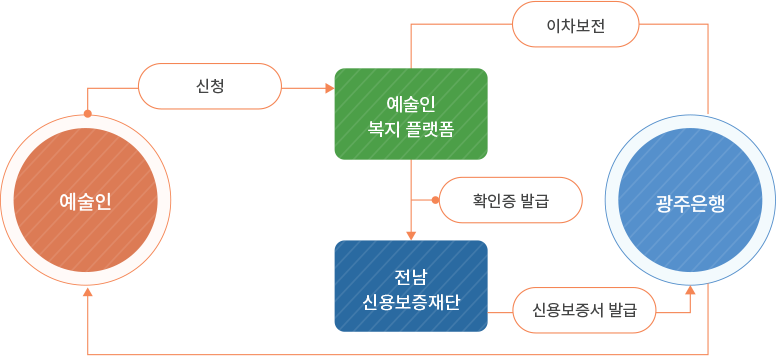 이차보전
신청
예술인
복지 플랫폼
예술인
확인증 발급
광주은행
전남
신용보증재단
신용보증서 발급